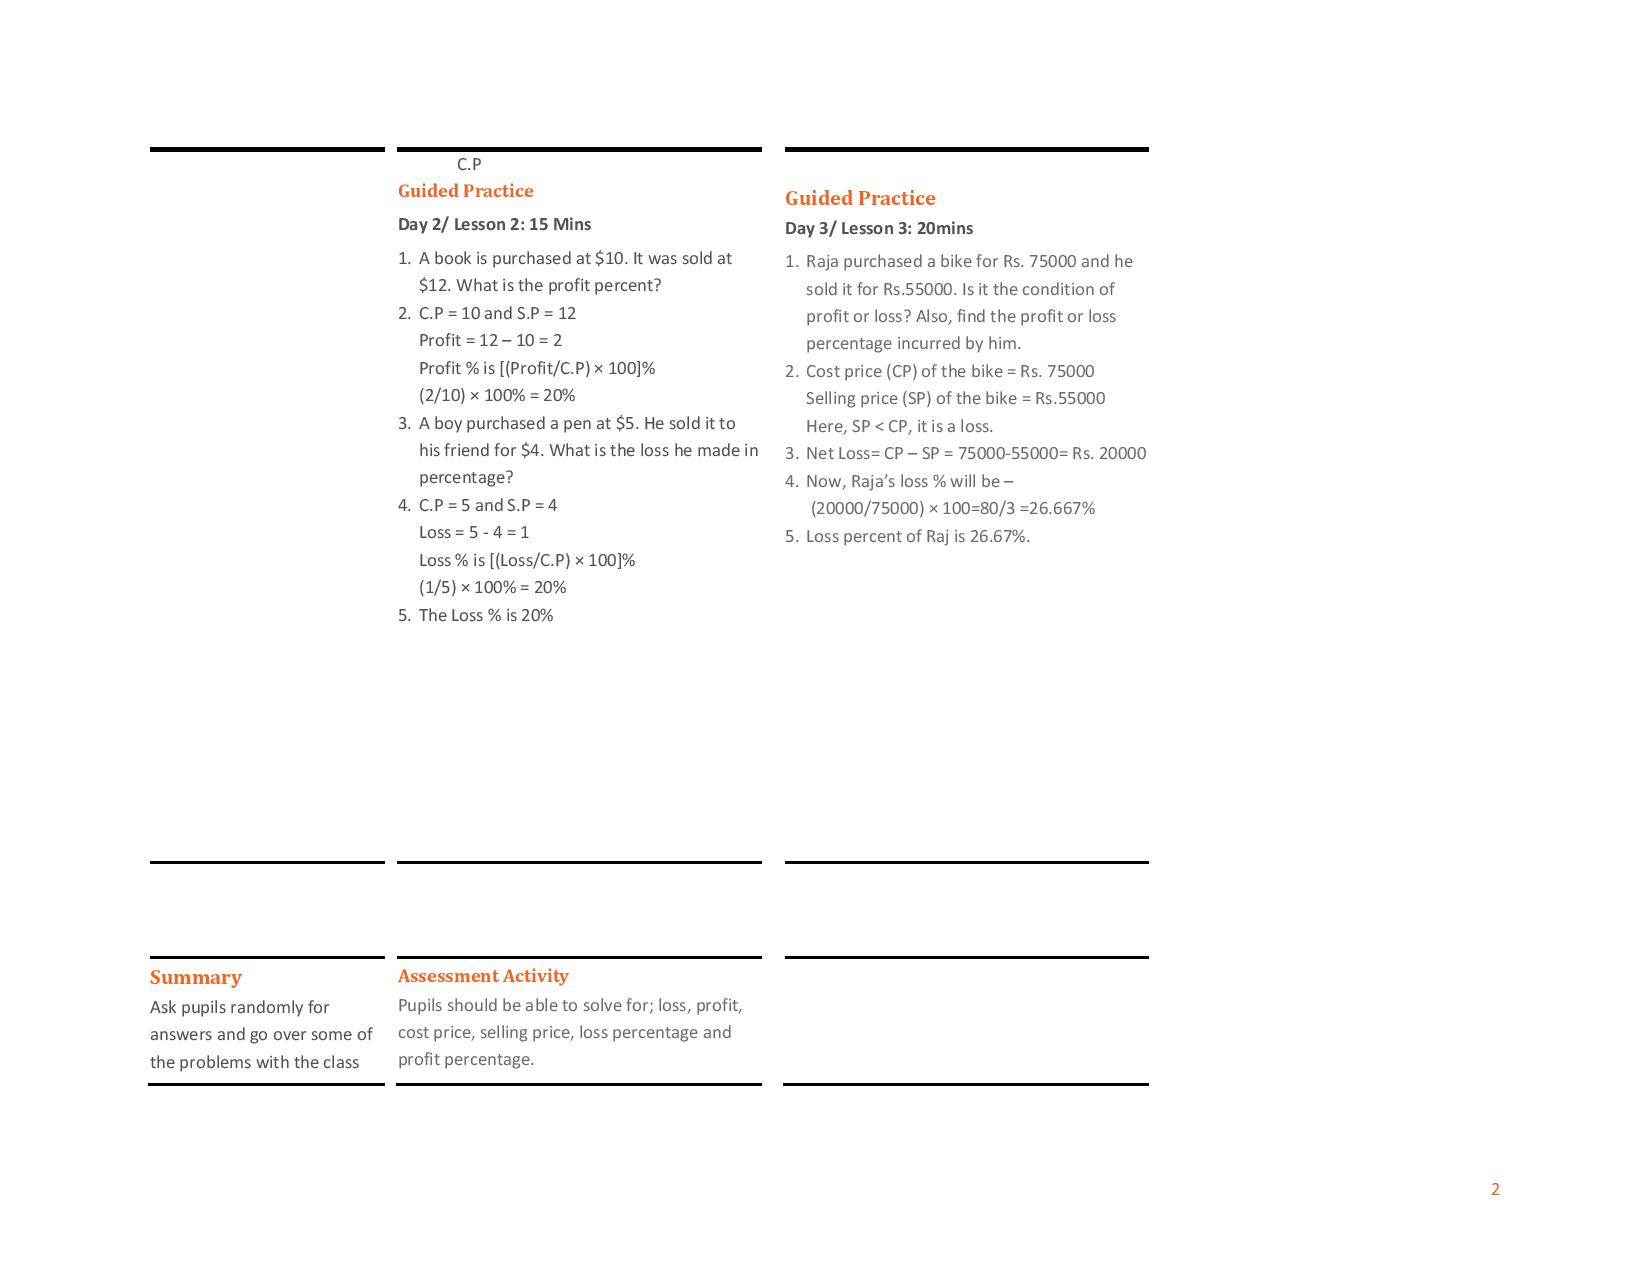 C.P
Guided Practice
Day 2/ Lesson 2: 15 Mins
1. A book is purchased at $10. It was sold at
$12. What is the profit percent?
2. C.P = 10 and S.P = 12
Profit = 12 – 10 = 2
Profit % is [(Profit/C.P) × 100]%
(2/10) × 100% = 20%
3. A boy purchased a pen at $5. He sold it to
his friend for $4. What is the loss he made in
percentage?
4. C.P = 5 and S.P = 4
Loss = 5 - 4 = 1
Loss % is [(Loss/C.P) × 100]%
(1/5) × 100% = 20%
5. The Loss % is 20%
Guided Practice
Day 3/ Lesson 3: 20mins
1. Raja purchased a bike for Rs. 75000 and he
sold it for Rs.55000. Is it the condition of
profit or loss? Also, find the profit or loss
percentage incurred by him.
2. Cost price (CP) of the bike = Rs. 75000
Selling price (SP) of the bike = Rs.55000
Here, SP < CP, it is a loss.
3. Net Loss= CP – SP = 75000-55000= Rs. 20000
4. Now, Raja’s loss % will be –
(20000/75000) × 100=80/3 =26.667%
5. Loss percent of Raj is 26.67%.
Summary
Ask pupils randomly for
answers and go over some of
the problems with the class
Assessment Activity
Pupils should be able to solve for; loss, profit,
cost price, selling price, loss percentage and
profit percentage.
2